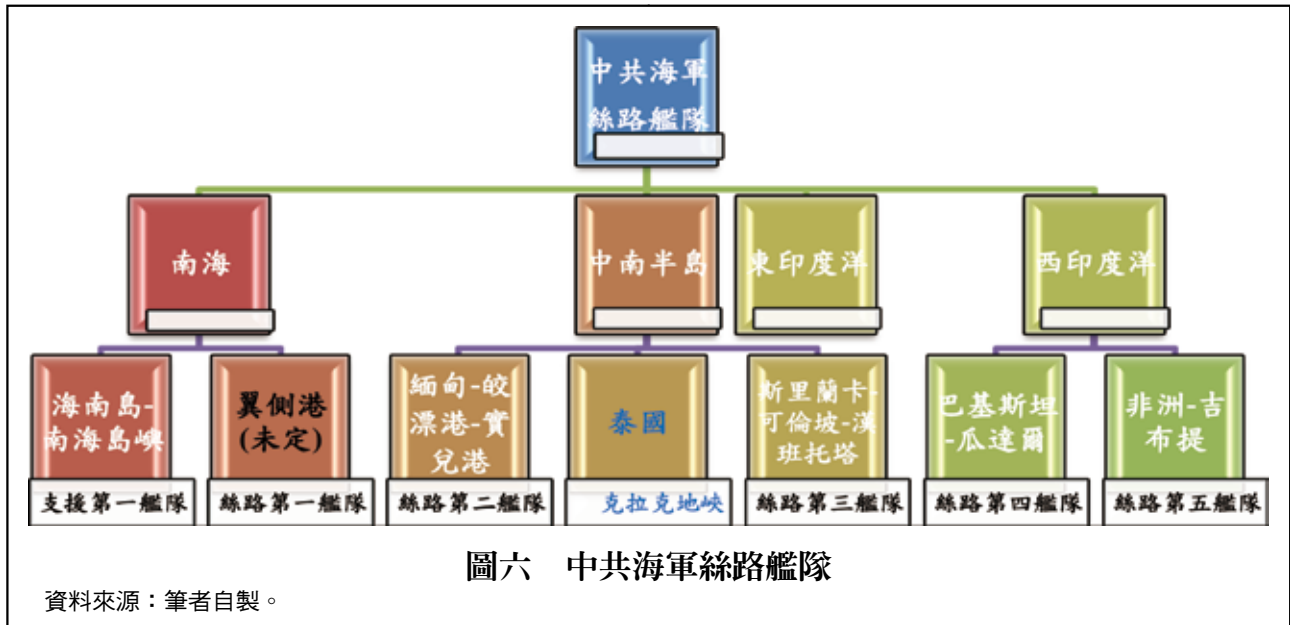 中共海軍
絲路艦隊
南海
中南半島
東印度洋
西印度洋
海南島-
南海島嶼
支援第一艦隊
翼側港
(未定)
絲路第一艦隊
緬甸-皎
漂港-實
兌港
絲路第二艦隊
泰國
克拉克地峽
斯里蘭卡-
可倫坡-漢
班托塔
絲路第三艦隊
巴基斯坦
-瓜達爾
絲路第四艦隊
非洲-吉
布提
絲路第五艦隊
圖六 中共海軍絲路艦隊
資料來源：筆者自製。